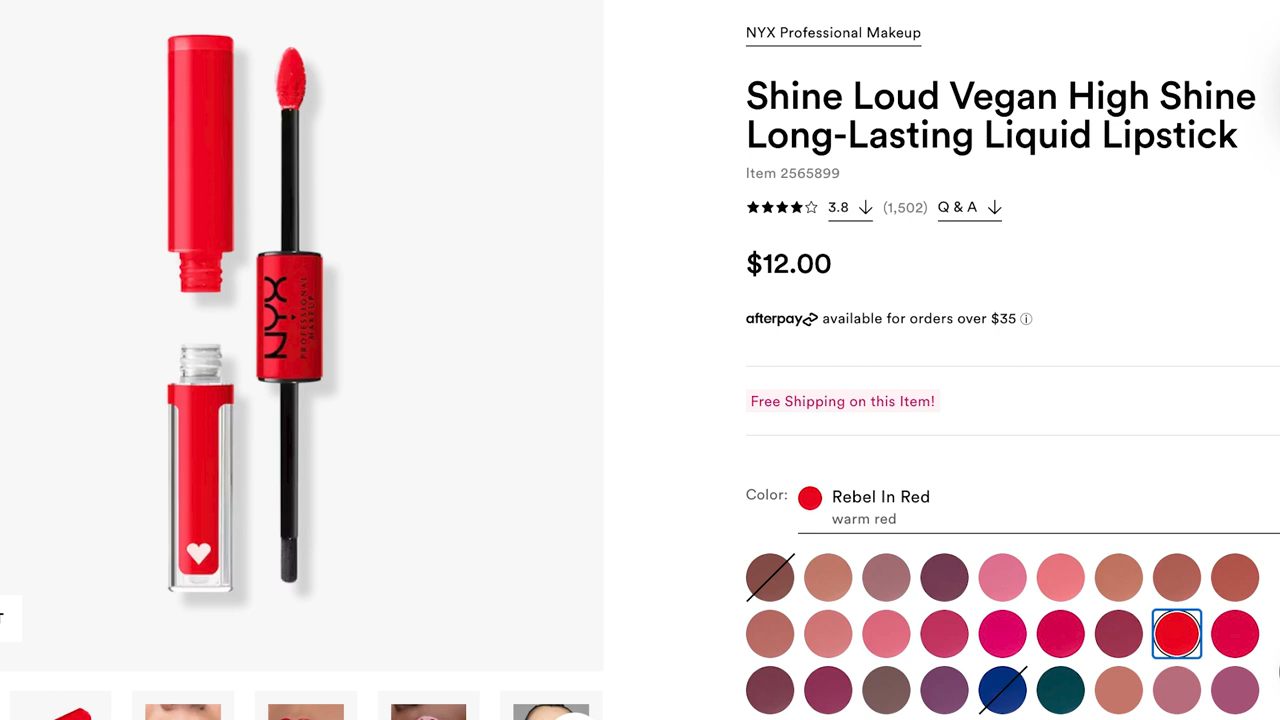 NYX
PROFESSIONAL
MAKEUP
T
NYX Professional Makeup
Shine Loud Vegan High Shine
Long-Lasting Liquid Lipstick
Item 2565899
3.8 (1,502) Q & A
$12.00
afterpay available for orders over $35
Free Shipping on this Item!
Color: Rebel In Red
warm red